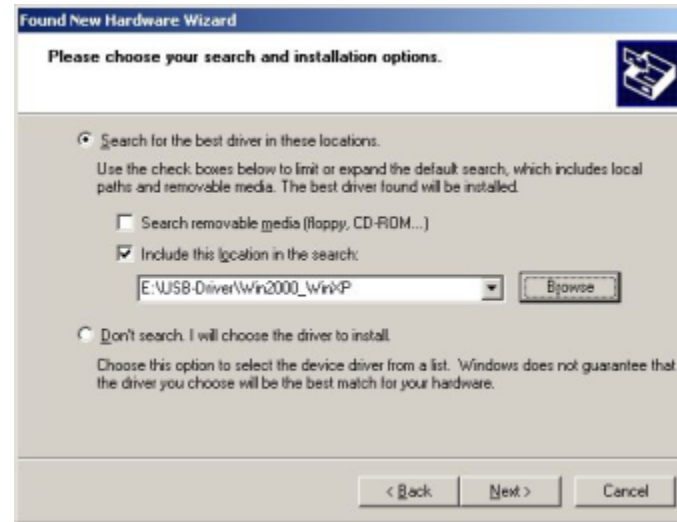 Found New Hardware Wizard
Please choose your search and installation options.
Search for the best driver in these locations.
Use the check boxes below to limit or expand the default search, which includes local
paths and removable media. The best driver found will be installed.
Search removable media (floppy, CD-ROM...)
Include this location in the search:
E:\USB-Driver\Win2000_WinXP
Browse
Don't search. I will choose the driver to install.
Choose this option to select the device driver from a list. Windows does not guarantee that
the driver you choose will be the best match for your hardware.
< Back
Next >
Cancel